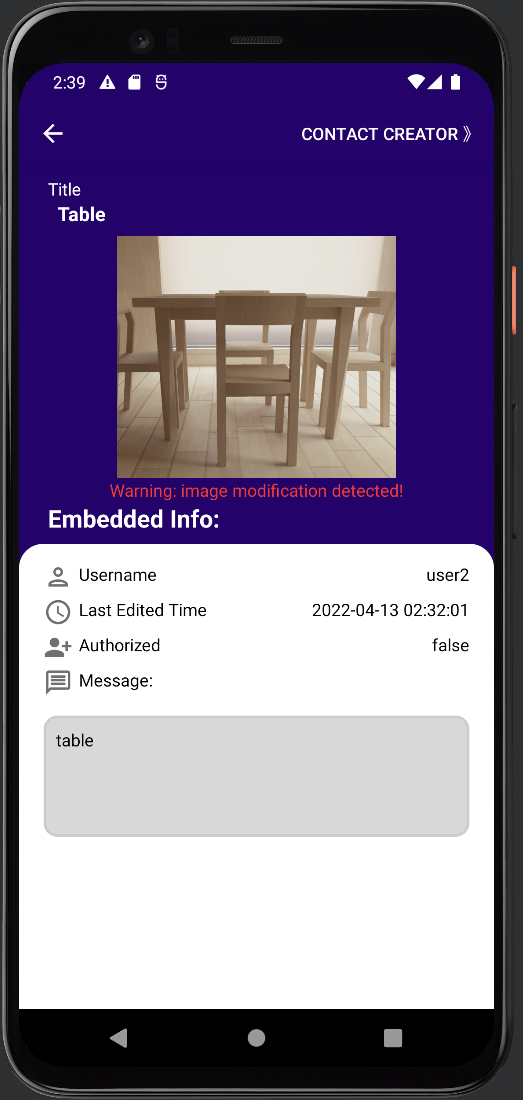 2:39
CONTACT CREATOR 》
Title
Table
Warning: image modification detected!
Embedded Info:
Username user2
Last Edited Time 2022-04-13 02:32:01
Authorized false
Message:
table